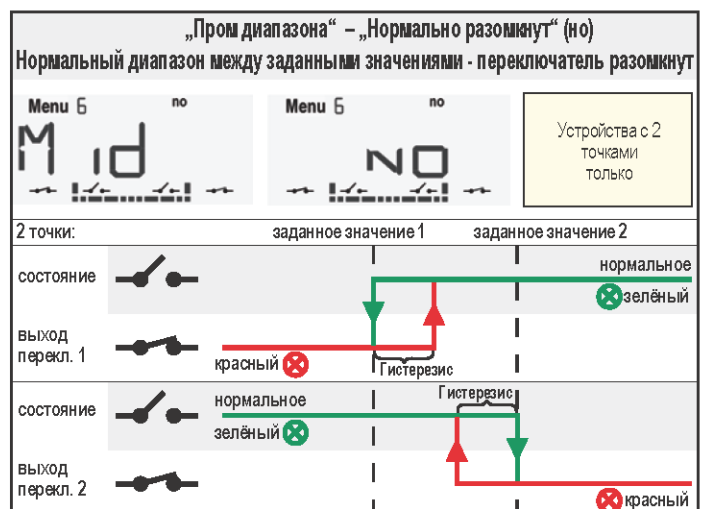 „Пром диапазона“ – „Нормально разомкнут“ (но)
Нормальный диапазон между заданными значениями - переключатель разомкнут
Menu 6 no
Mid
Menu 6 no
NO
Устройства с 2
точками
только
2 точки: заданное значение 1 заданное значение 2
состояние
нормальное
зелёный
выход
перекл. 1
красный
Гистерезис
состояние
нормальное
Гистерезис
зелёный
выход
перекл. 2
красный